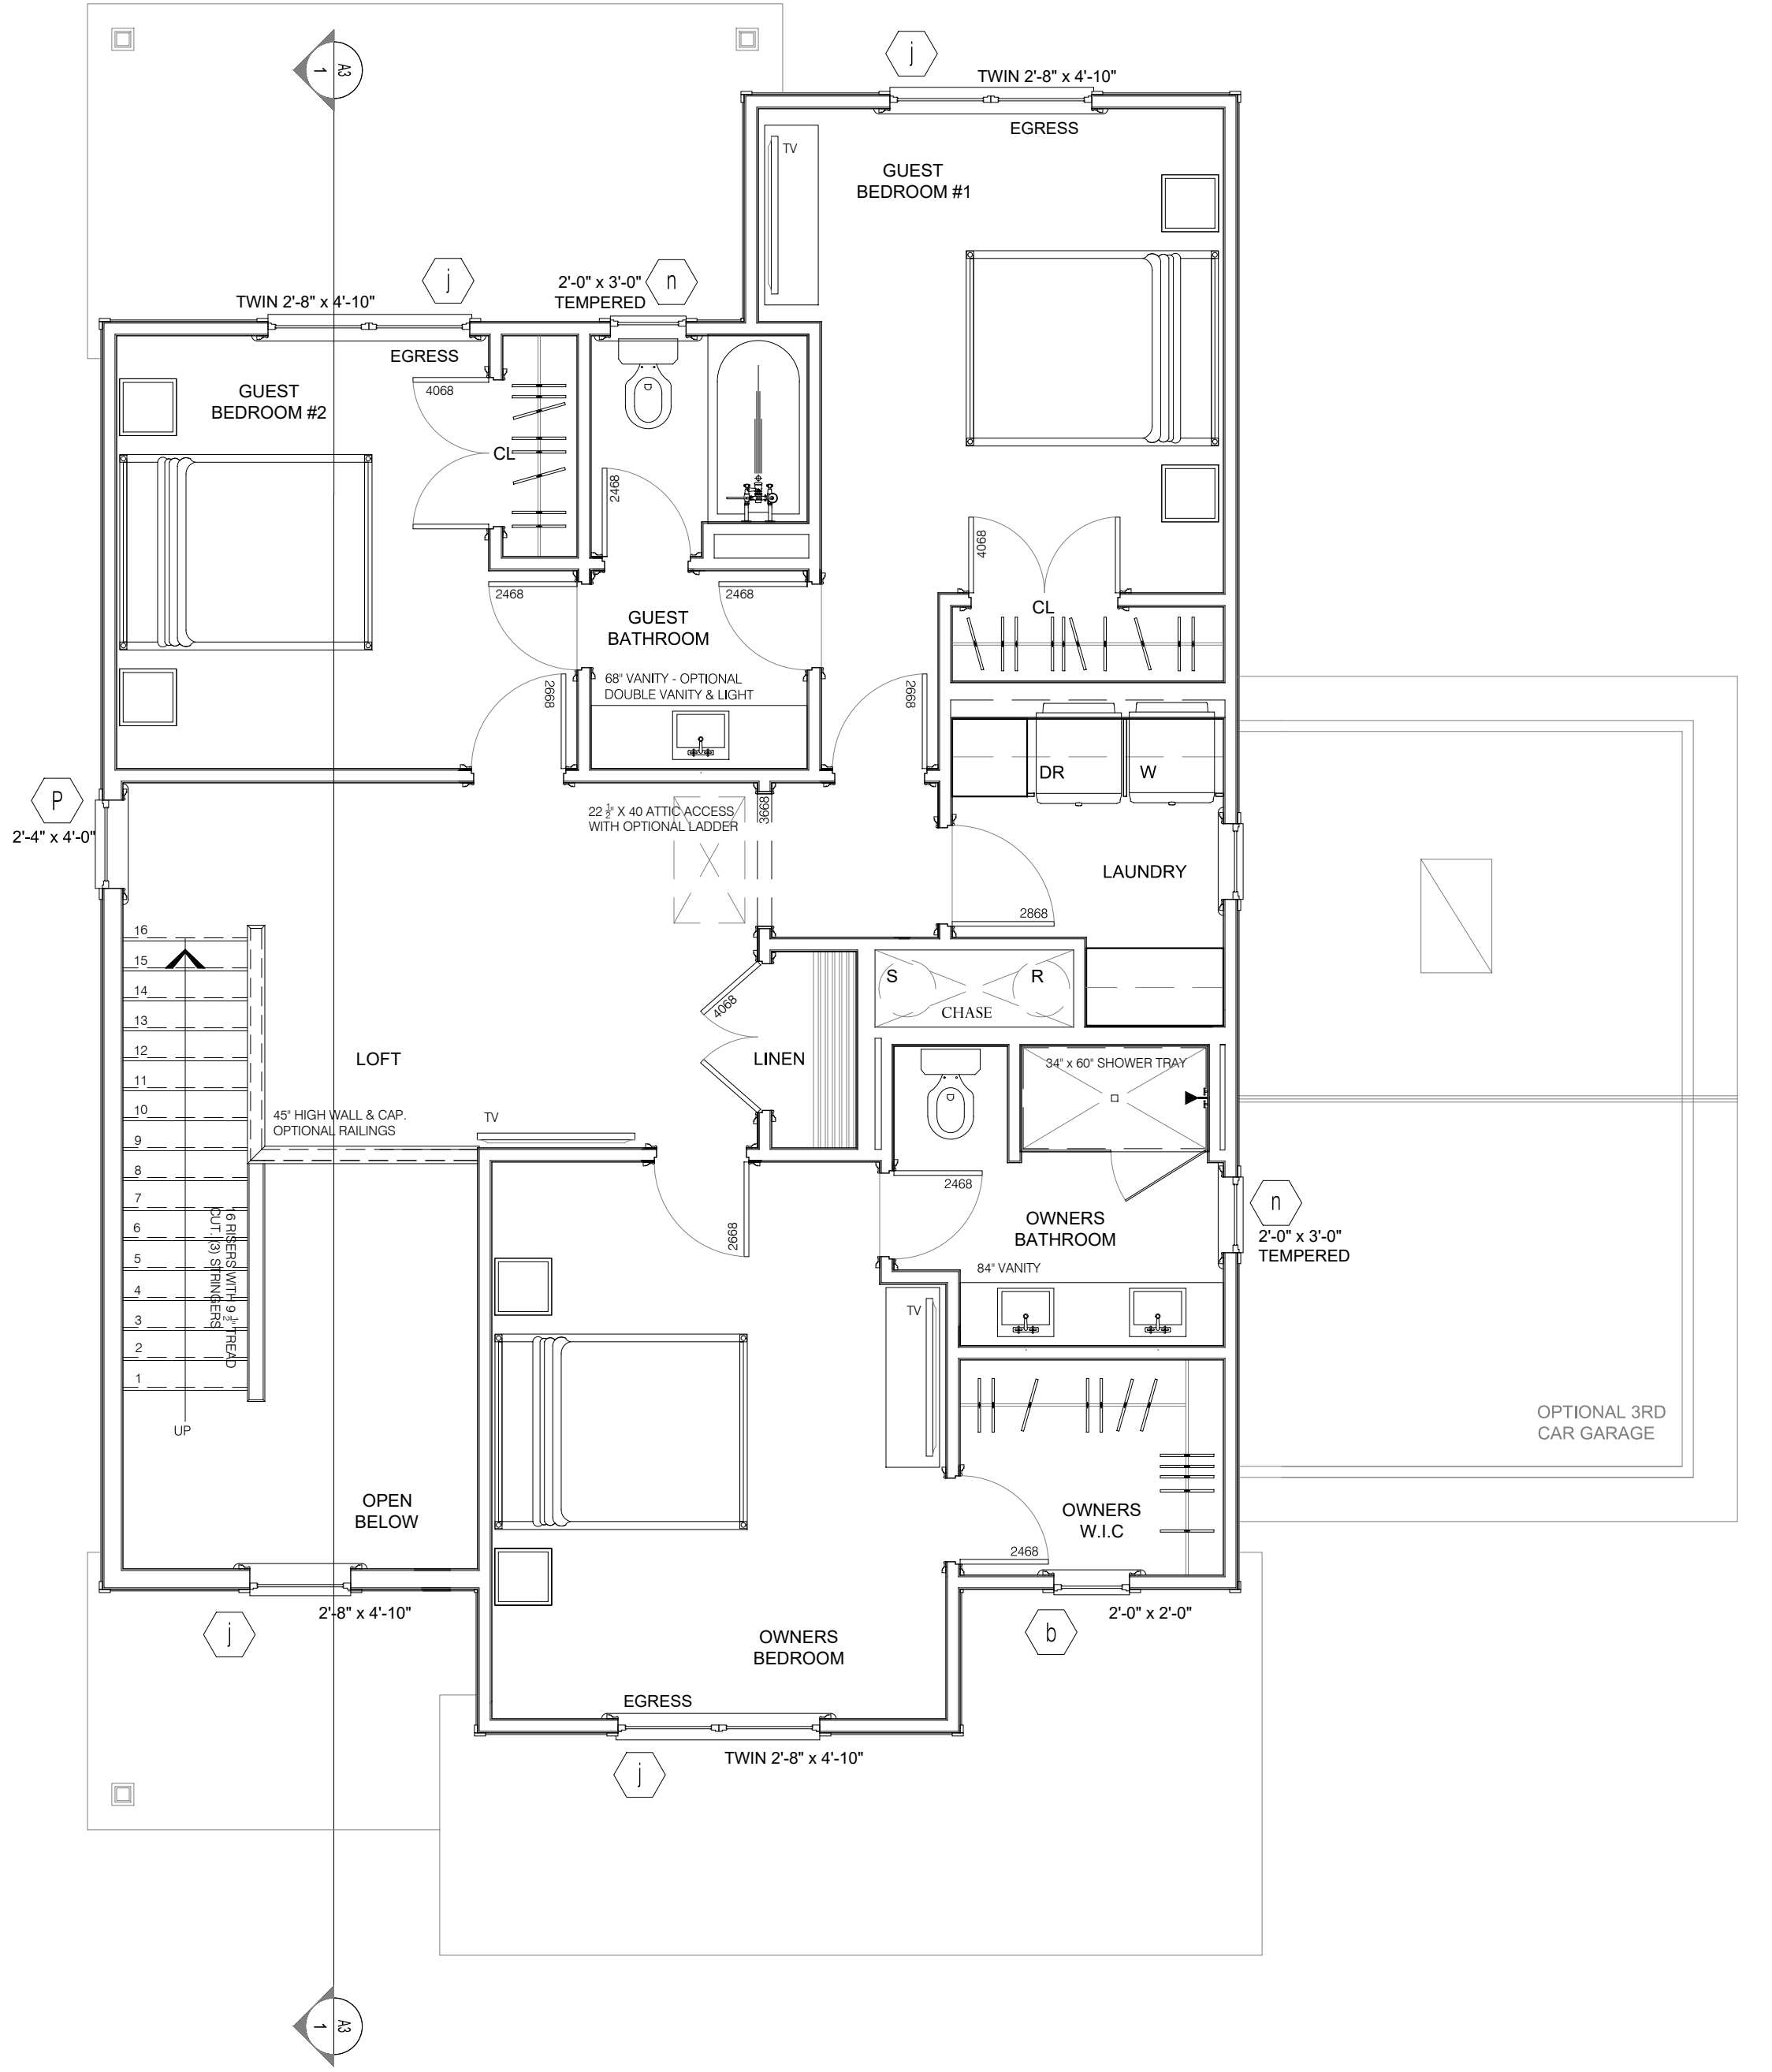 A3
1
j
TWIN 2'-8" x 4'-10"
EGRESS
TV
GUEST
BEDROOM #1
j
TWIN 2'-8" x 4'-10"
EGRESS
2'-0" x 3'-0"
TEMPERED
n
GUEST
BEDROOM #2
4068
CL
2468
4068
CL
2468
2468
GUEST
BATHROOM
68" VANITY - OPTIONAL
DOUBLE VANITY & LIGHT
2668
2668
DR
W
P
2'-4" x 4'-0"
22 1/2" X 40 ATTIC ACCESS
WITH OPTIONAL LADDER
3668
LAUNDRY
2868
16
15
14
13
12
11
10
9
8
7
6
5
4
3
2
1
UP
16 RISERS WITH 9 1/2" TREAD
CUT. (3) STRINGERS
S
R
CHASE
4068
LINEN
LOFT
45" HIGH WALL & CAP.
OPTIONAL RAILINGS
TV
34" x 60" SHOWER TRAY
2468
2668
OWNERS
BATHROOM
n
2'-0" x 3'-0"
TEMPERED
84" VANITY
TV
OPTIONAL 3RD
CAR GARAGE
OPEN
BELOW
OWNERS
W.I.C
2468
2'-8" x 4'-10"
j
2'-0" x 2'-0"
b
OWNERS
BEDROOM
EGRESS
TWIN 2'-8" x 4'-10"
j
A3
1